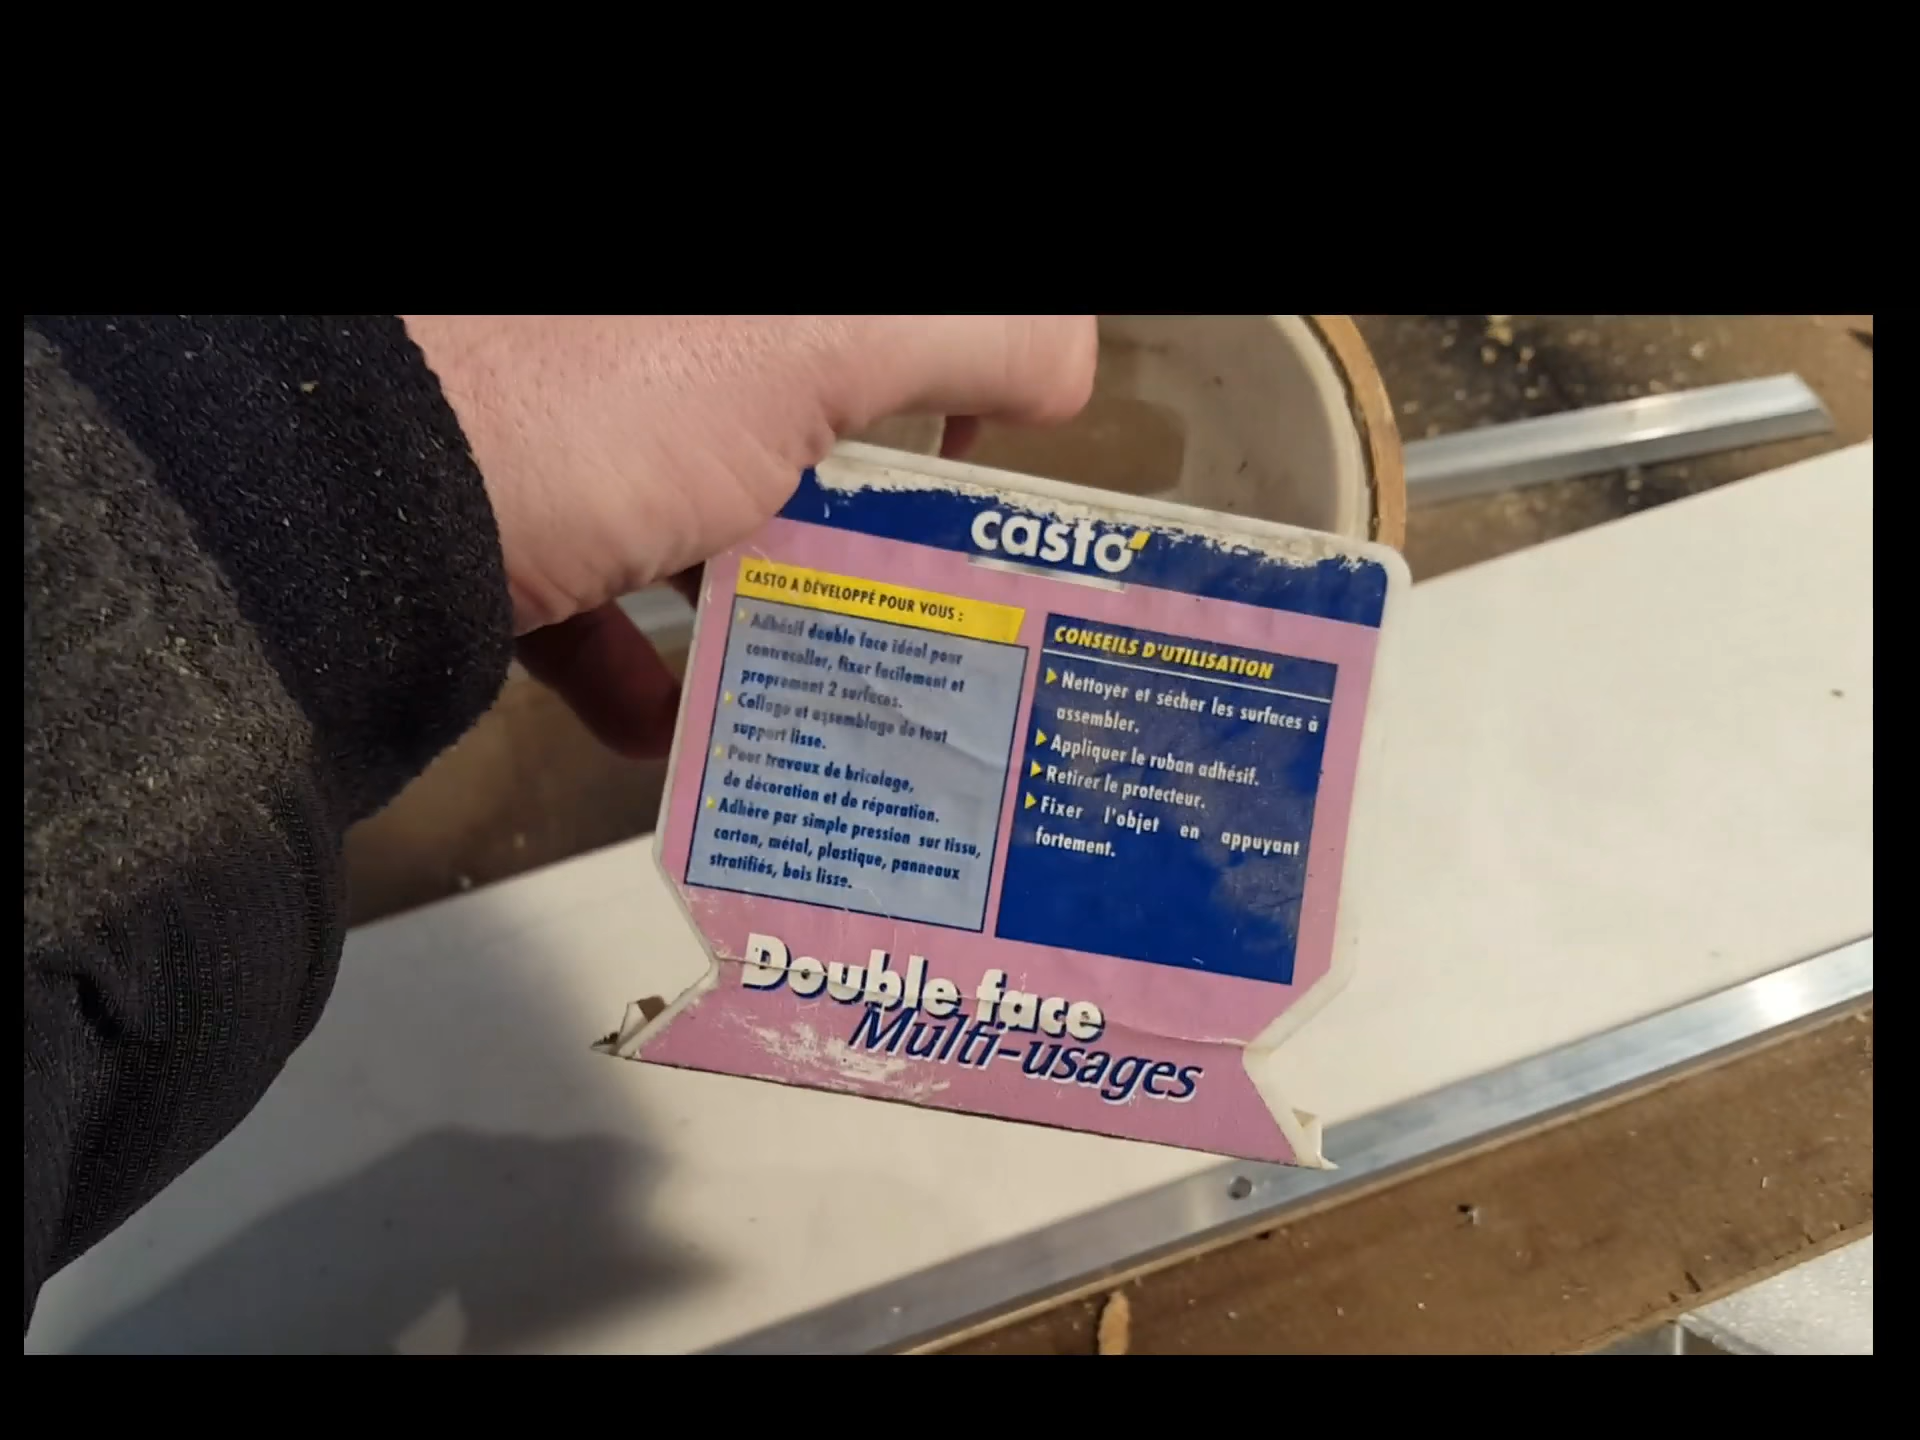 casto
CASTO A DÉVELOPPÉ POUR VOUS :
Adhésif double face idéal pour
contrecoller, fixer facilement et
proprement 2 surfaces.
Collage et assemblage de tout
support lisse.
Pour travaux de bricolage,
de décoration et de réparation.
Adhère par simple pression sur tissu,
carton, métal, plastique, panneaux
stratifiés, bois lisse.
CONSEILS D'UTILISATION
Nettoyer et sécher les surfaces à
assembler.
Appliquer le ruban adhésif.
Retirer le protecteur.
Fixer l'objet en appuyant
fortement.
Double face
Multi-usages